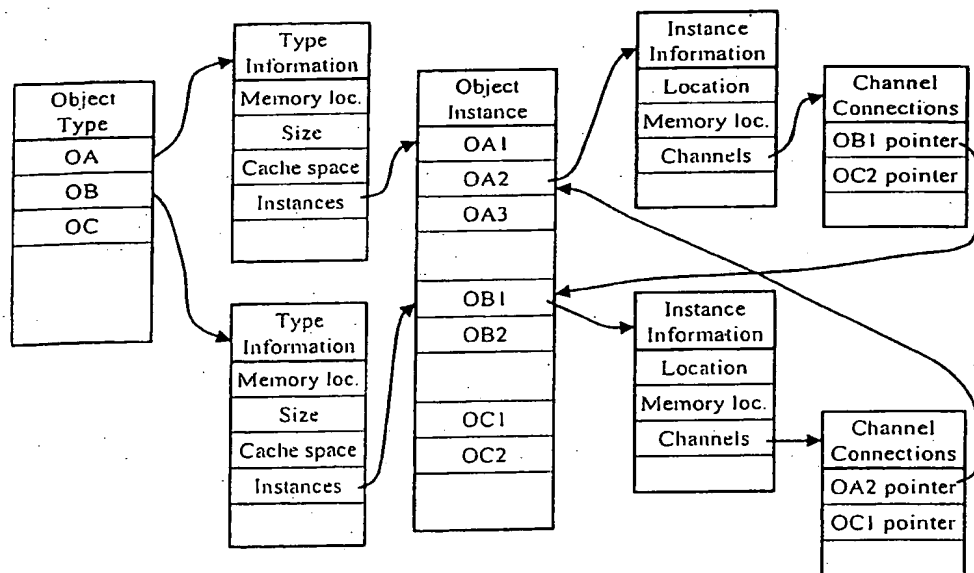 Object
Type
OA
OB
OC
Type
Information
Memory loc.
Size
Cache space
Instances
Type
Information
Memory loc.
Size
Cache space
Instances
Object
Instance
OA1
OA2
OA3
OB1
OB2
OC1
OC2
Instance
Information
Location
Memory loc.
Channels
Instance
Information
Location
Memory loc.
Channels
Channel
Connections
OB1 pointer
OC2 pointer
Channel
Connections
OA2 pointer
OC1 pointer